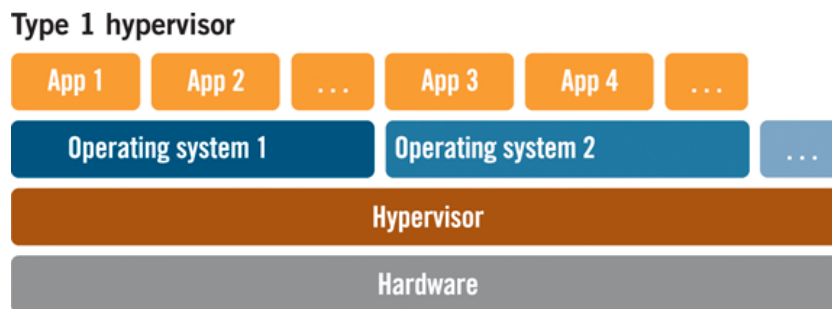 Type 1 hypervisor
App 1 App 2 ... App 3 App 4 ...
Operating system 1 Operating system 2 ...
Hypervisor
Hardware